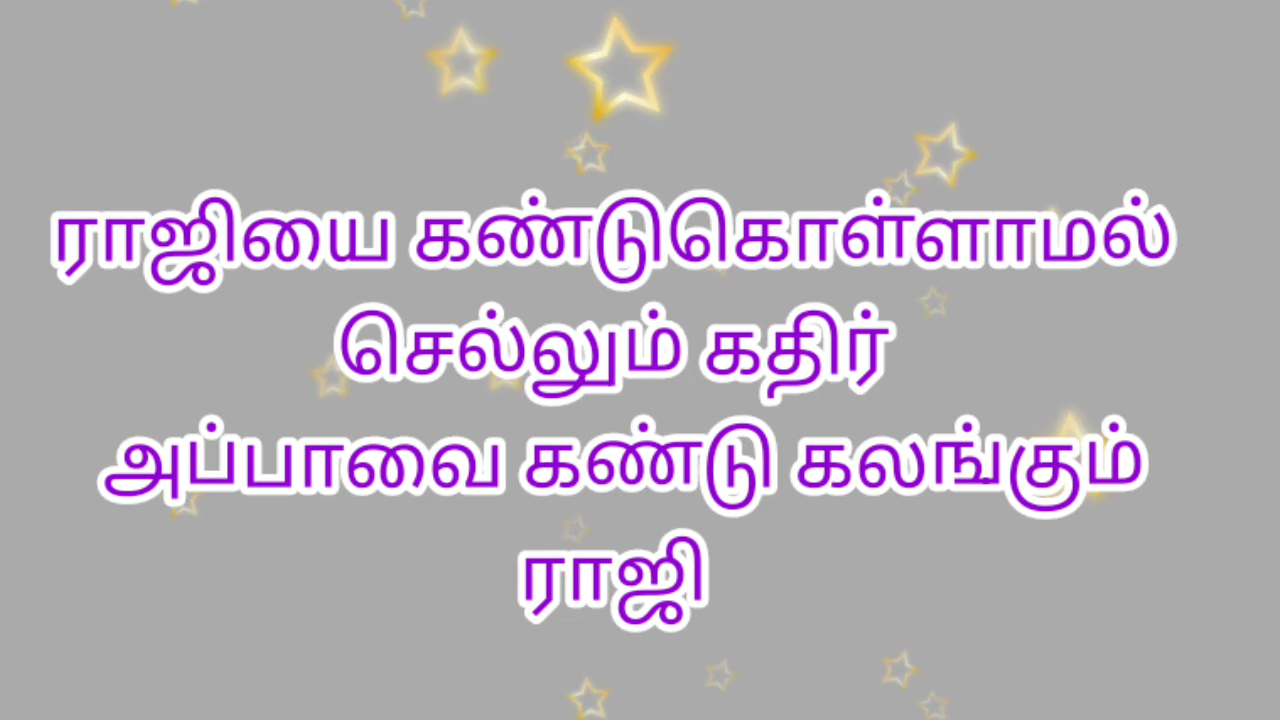 ராஜியை கண்டுகொள்ளாமல்
செல்லும் கதிர்
அப்பாவை கண்டு கலங்கும்
ராஜி